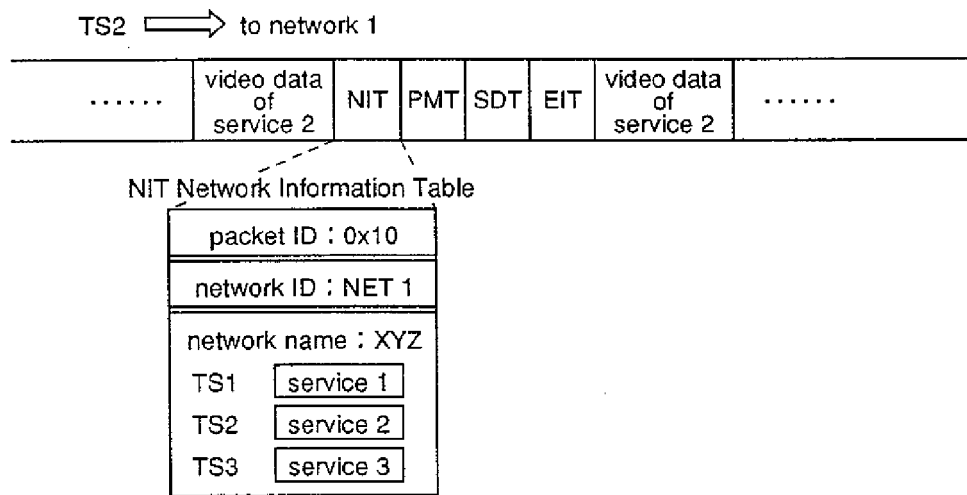 TS2 to network 1
...... video data of service 2 NIT PMT SDT EIT video data of service 2 ......
NIT Network Information Table
packet ID : 0x10
network ID : NET 1
network name : XYZ
TS1 service 1
TS2 service 2
TS3 service 3